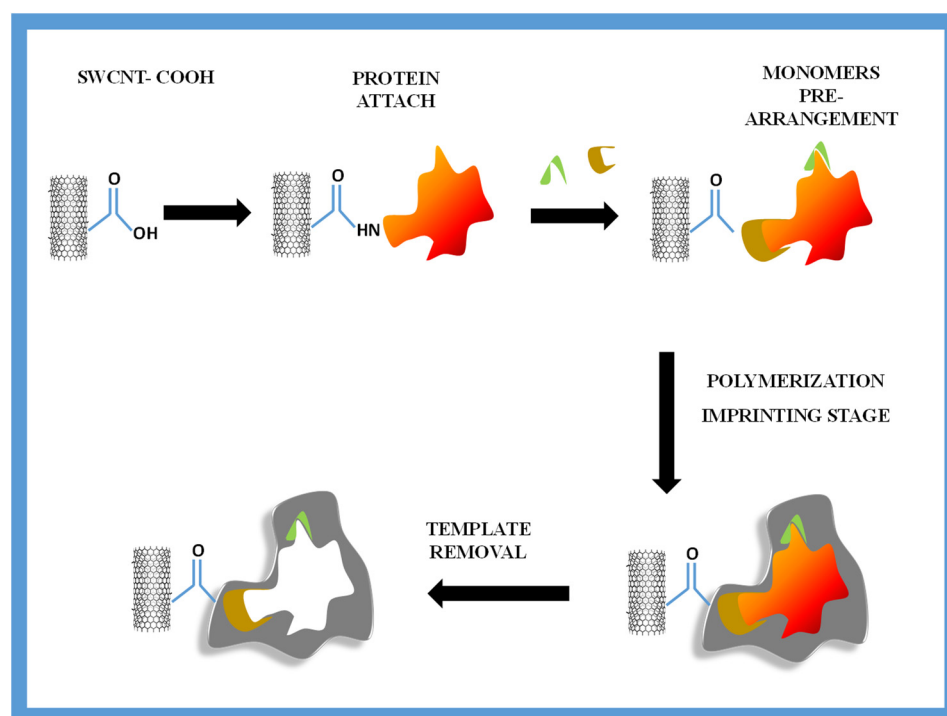 SWCNT- COOH
PROTEIN
ATTACH
MONOMERS
PRE-
ARRANGEMENT
O
OH
O
HN
O
POLYMERIZATION
IMPRINTING STAGE
TEMPLATE
REMOVAL
O
O